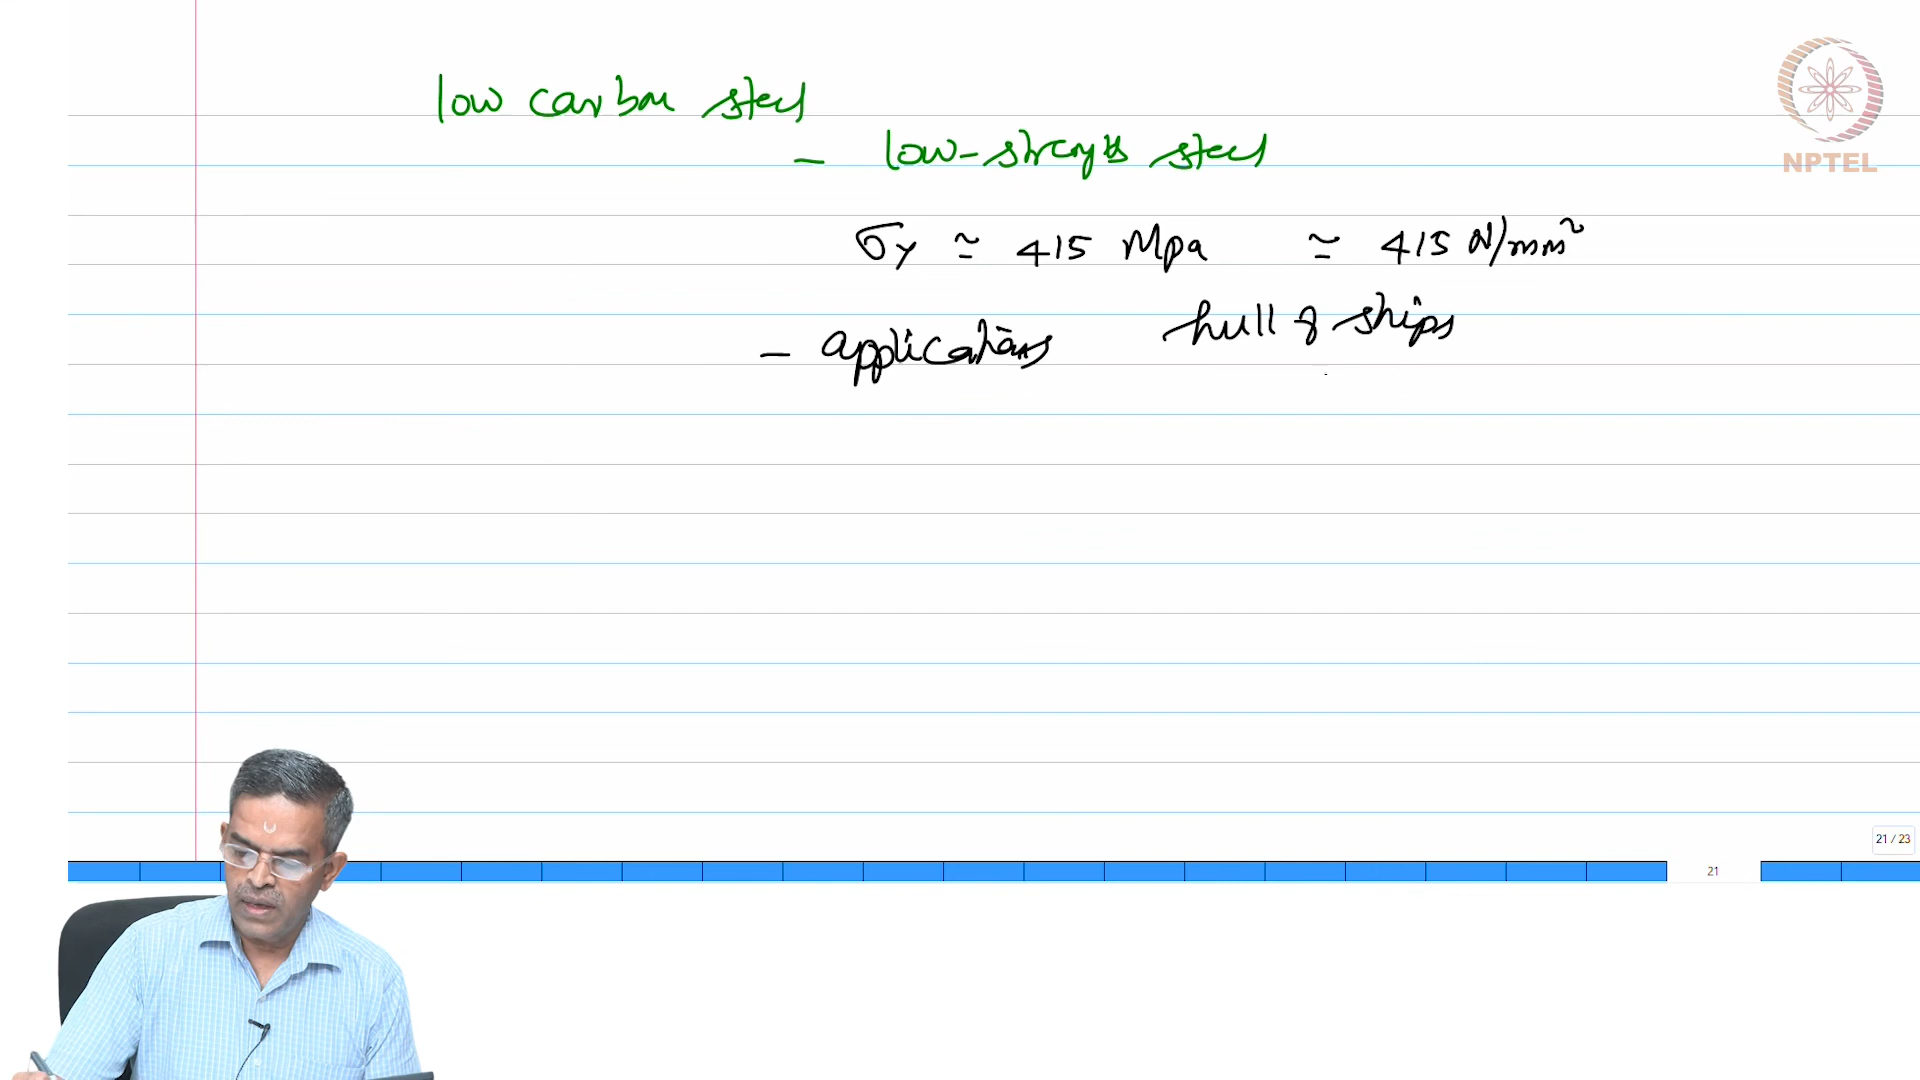 low carbon steel
- low-strength steel
σy ≃ 415 Mpa ≃ 415 N/mm²
- applications hull of ships
NPTEL
21 / 23
21